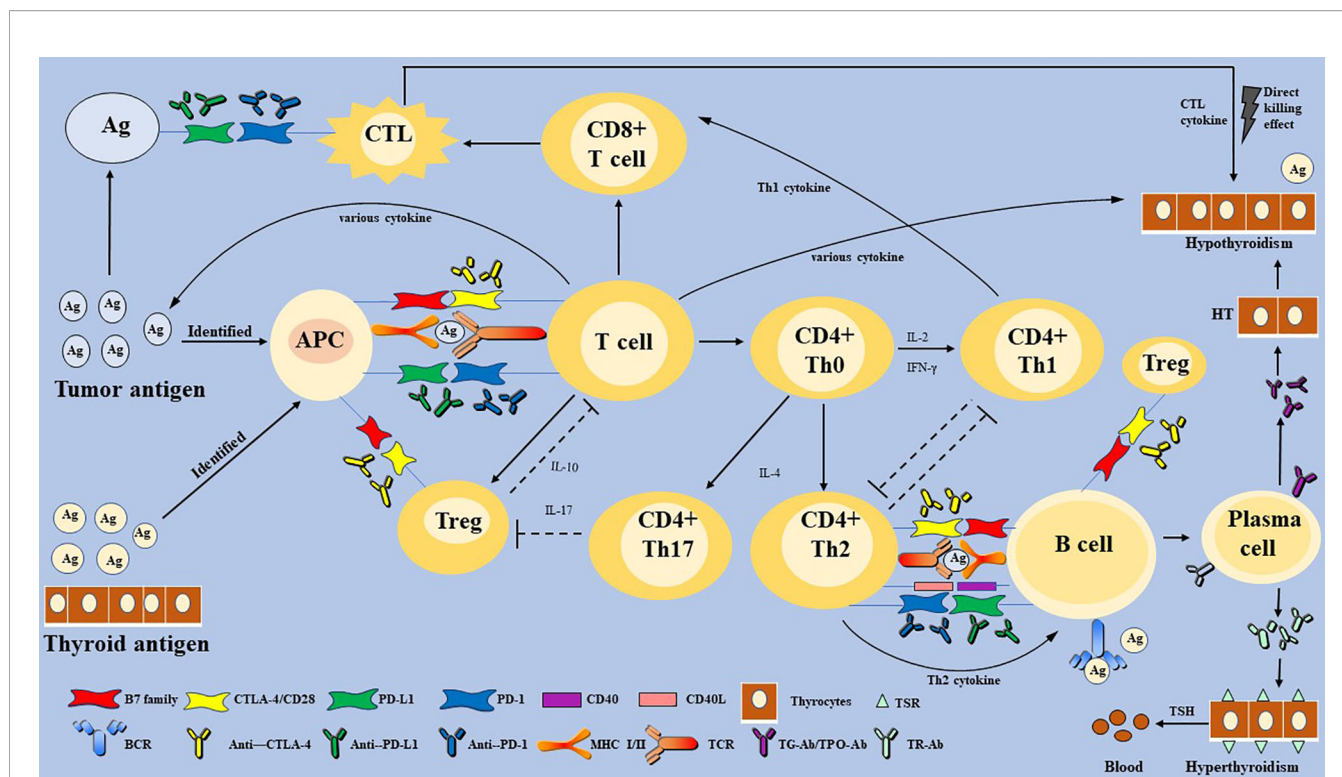 Ag
CTL
CD8+
T cell
CTL
cytokine
Direct
killing
effect
Ag
Th1 cytokine
various cytokine
various cytokine
Hypothyroidism
Ag
Ag
Ag
Ag
Ag
Tumor antigen
Identified
APC
Ag
T cell
CD4+
Th0
IL-2
IFN-γ
CD4+
Th1
Treg
HT
Identified
IL-10
IL-4
IL-17
Treg
CD4+
Th17
CD4+
Th2
Ag
B cell
Plasma
cell
Ag
Ag
Ag
Ag
Ag
Thyroid antigen
Th2 cytokine
Ag
Ag
B7 family
CTLA-4/CD28
PD-L1
PD-1
CD40
CD40L
Thyrocytes
TSR
BCR
Anti—CTLA-4
Anti--PD-L1
Anti--PD-1
MHC I/II
TCR
TG-Ab/TPO-Ab
TR-Ab
TSH
Blood
Hyperthyroidism